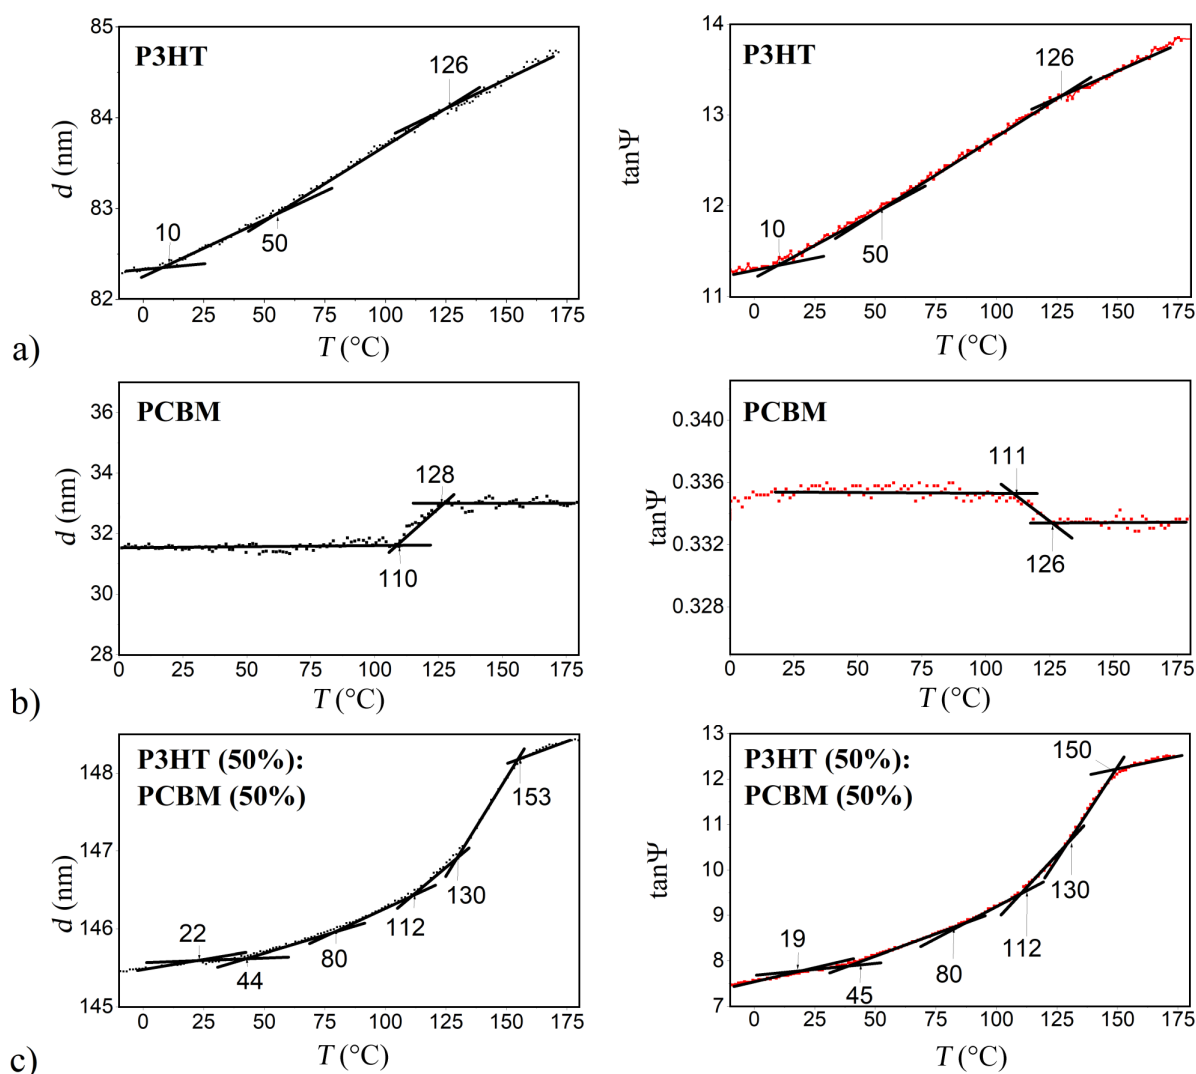 P3HT
d (nm)
85
84
83
82
10
50
126
0 25 50 75 100 125 150 175
T (°C)
P3HT
tanΨ
14
13
12
11
10
50
126
0 25 50 75 100 125 150 175
T (°C)
a)
PCBM
d (nm)
36
34
33
31
30
28
110
128
0 25 50 75 100 125 150 175
T (°C)
PCBM
tanΨ
0.340
0.336
0.332
0.328
111
126
0 25 50 75 100 125 150 175
T (°C)
b)
P3HT (50%):
PCBM (50%)
d (nm)
148
147
146
145
22
44
80
112
130
153
0 25 50 75 100 125 150 175
T (°C)
P3HT (50%):
PCBM (50%)
tanΨ
13
12
11
10
9
8
7
19
45
80
112
130
150
0 25 50 75 100 125 150 175
T (°C)
c)